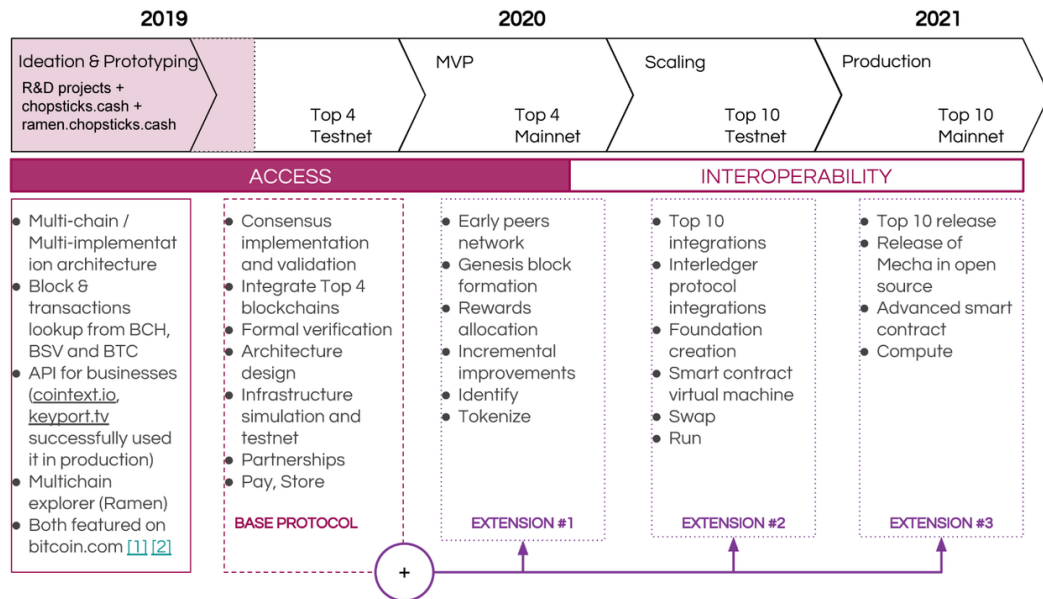 2019
2020
2021
Ideation & Prototyping
R&D projects +
chopsticks.cash +
ramen.chopsticks.cash
Top 4
Testnet
MVP
Top 4
Mainnet
Scaling
Top 10
Testnet
Production
Top 10
Mainnet
ACCESS
INTEROPERABILITY
● Multi-chain /
Multi-implementat
ion architecture
● Block &
transactions
lookup from BCH,
BSV and BTC
● API for businesses
(cointext.io,
keyport.tv
successfully used
it in production)
● Multichain
explorer (Ramen)
● Both featured on
bitcoin.com [1] [2]
● Consensus
implementation
and validation
● Integrate Top 4
blockchains
● Formal verification
● Architecture
design
● Infrastructure
simulation and
testnet
● Partnerships
● Pay, Store
BASE PROTOCOL
● Early peers
network
● Genesis block
formation
● Rewards
allocation
● Incremental
improvements
● Identify
● Tokenize
EXTENSION #1
● Top 10
integrations
● Interledger
protocol
integrations
● Foundation
creation
● Smart contract
virtual machine
● Swap
● Run
EXTENSION #2
● Top 10 release
● Release of
Mecha in open
source
● Advanced smart
contract
● Compute
EXTENSION #3
+